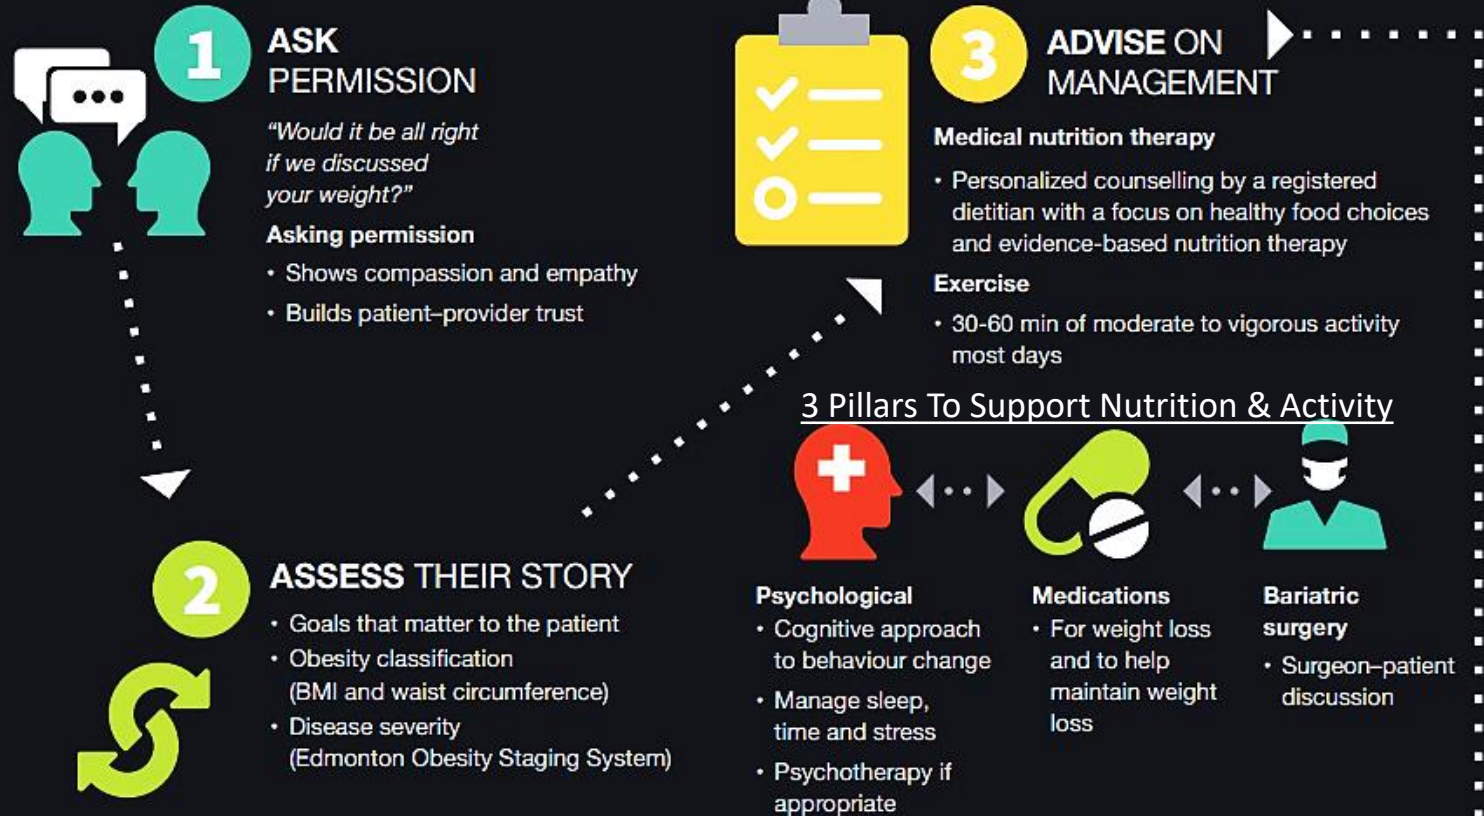 1
ASK
PERMISSION
“Would it be all right
if we discussed
your weight?”
Asking permission
• Shows compassion and empathy
• Builds patient–provider trust
2
ASSESS THEIR STORY
• Goals that matter to the patient
• Obesity classification
(BMI and waist circumference)
• Disease severity
(Edmonton Obesity Staging System)
3
ADVISE ON
MANAGEMENT
Medical nutrition therapy
• Personalized counselling by a registered
dietitian with a focus on healthy food choices
and evidence-based nutrition therapy
Exercise
• 30-60 min of moderate to vigorous activity
most days
3 Pillars To Support Nutrition & Activity
Psychological
• Cognitive approach
to behaviour change
• Manage sleep,
time and stress
• Psychotherapy if
appropriate
Medications
• For weight loss
and to help
maintain weight
loss
Bariatric
surgery
• Surgeon–patient
discussion